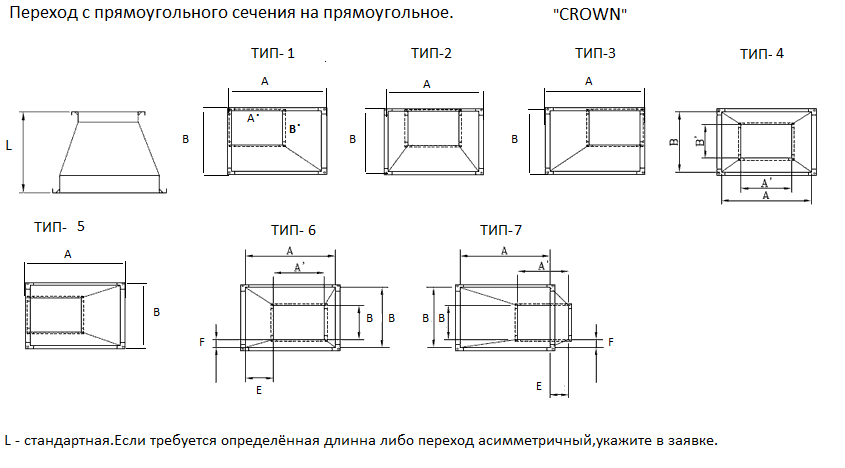 Переход с прямоугольного сечения на прямоугольное. "CROWN"
ТИП- 1 ТИП-2 ТИП-3 ТИП- 4
A A A
L B A' B' B B B B' A' A
ТИП- 5 ТИП- 6 ТИП-7
A A A
A' A'
B B B B B
F F
E E
L - стандартная.Если требуется определённая длинна либо переход асимметричный,укажите в заявке.